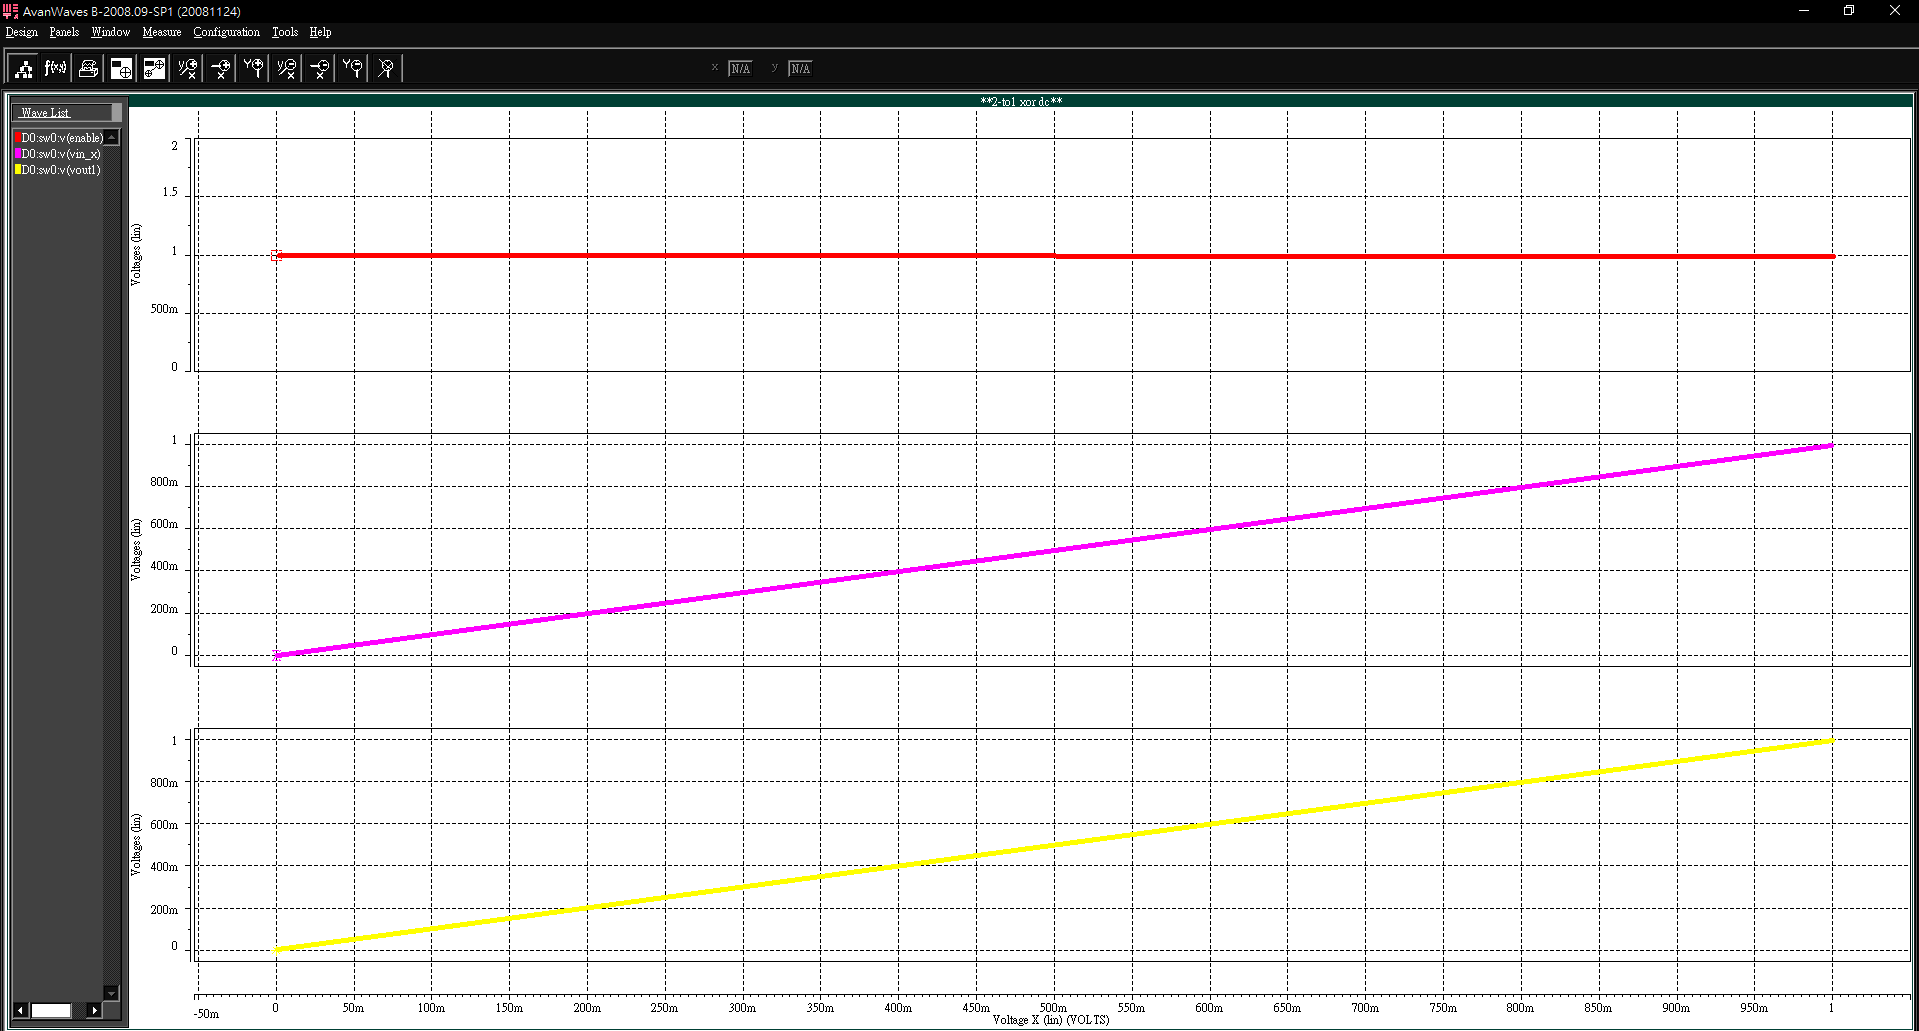 AvanWaves B-2008.09-SP1 (20081124)
Design Panels Window Measure Configuration Tools Help
f(x) x N/A y N/A
**2-to1 xor dc**
Wave List
D0:sw0:v(enable)
D0:sw0:v(vin_x)
D0:sw0:v(vout1)
2
1.5
1
500m
0
Voltages (lin)
1
800m
600m
400m
200m
0
Voltages (lin)
1
800m
600m
400m
200m
0
Voltages (lin)
-50m 0 50m 100m 150m 200m 250m 300m 350m 400m 450m 500m 550m 600m 650m 700m 750m 800m 850m 900m 950m 1
Voltage X (lin) (VOLTS)